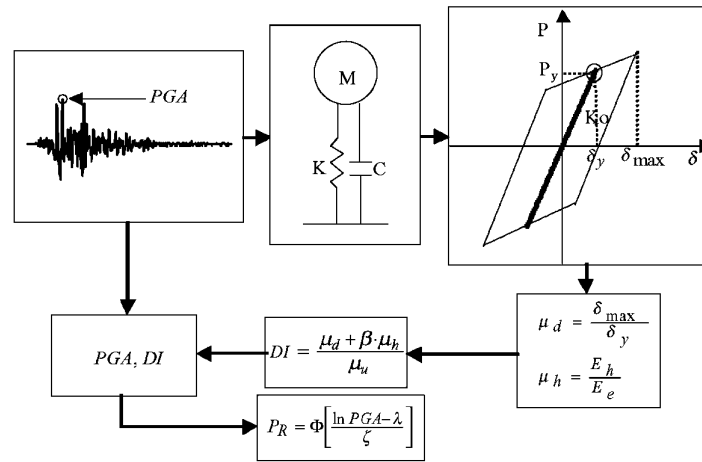 PGA
M
K
C
P
P_y
Ko
δ_y
δ_max
δ
μ_d = δ_max / δ_y
μ_h = E_h / E_e
DI = (μ_d + β·μ_h) / μ_u
PGA, DI
P_R = Φ[(ln PGA − λ) / ζ]